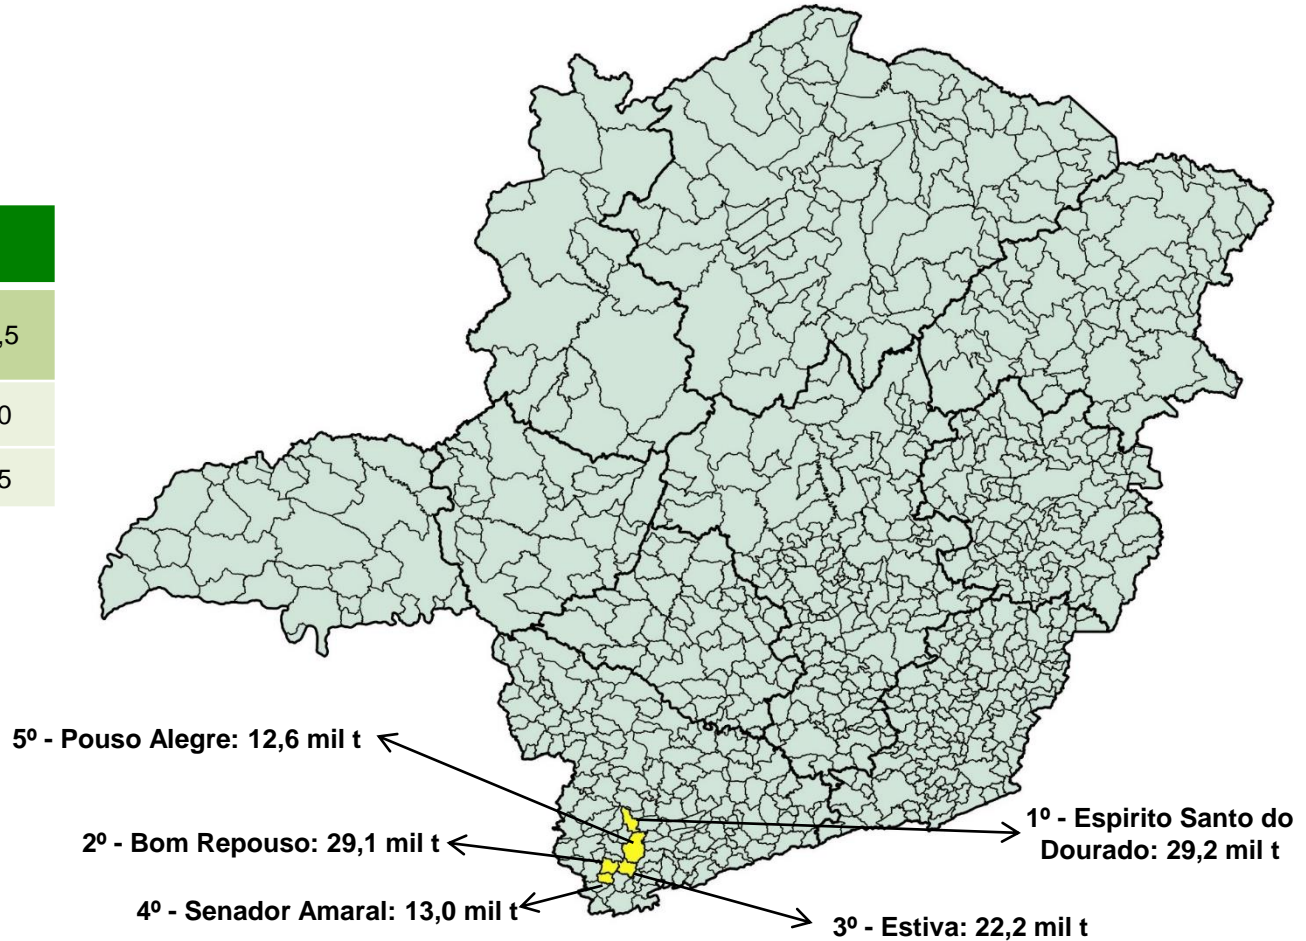 ,5
0
5
5º - Pouso Alegre: 12,6 mil t
2º - Bom Repouso: 29,1 mil t
4º - Senador Amaral: 13,0 mil t
1º - Espirito Santo do
Dourado: 29,2 mil t
3º - Estiva: 22,2 mil t